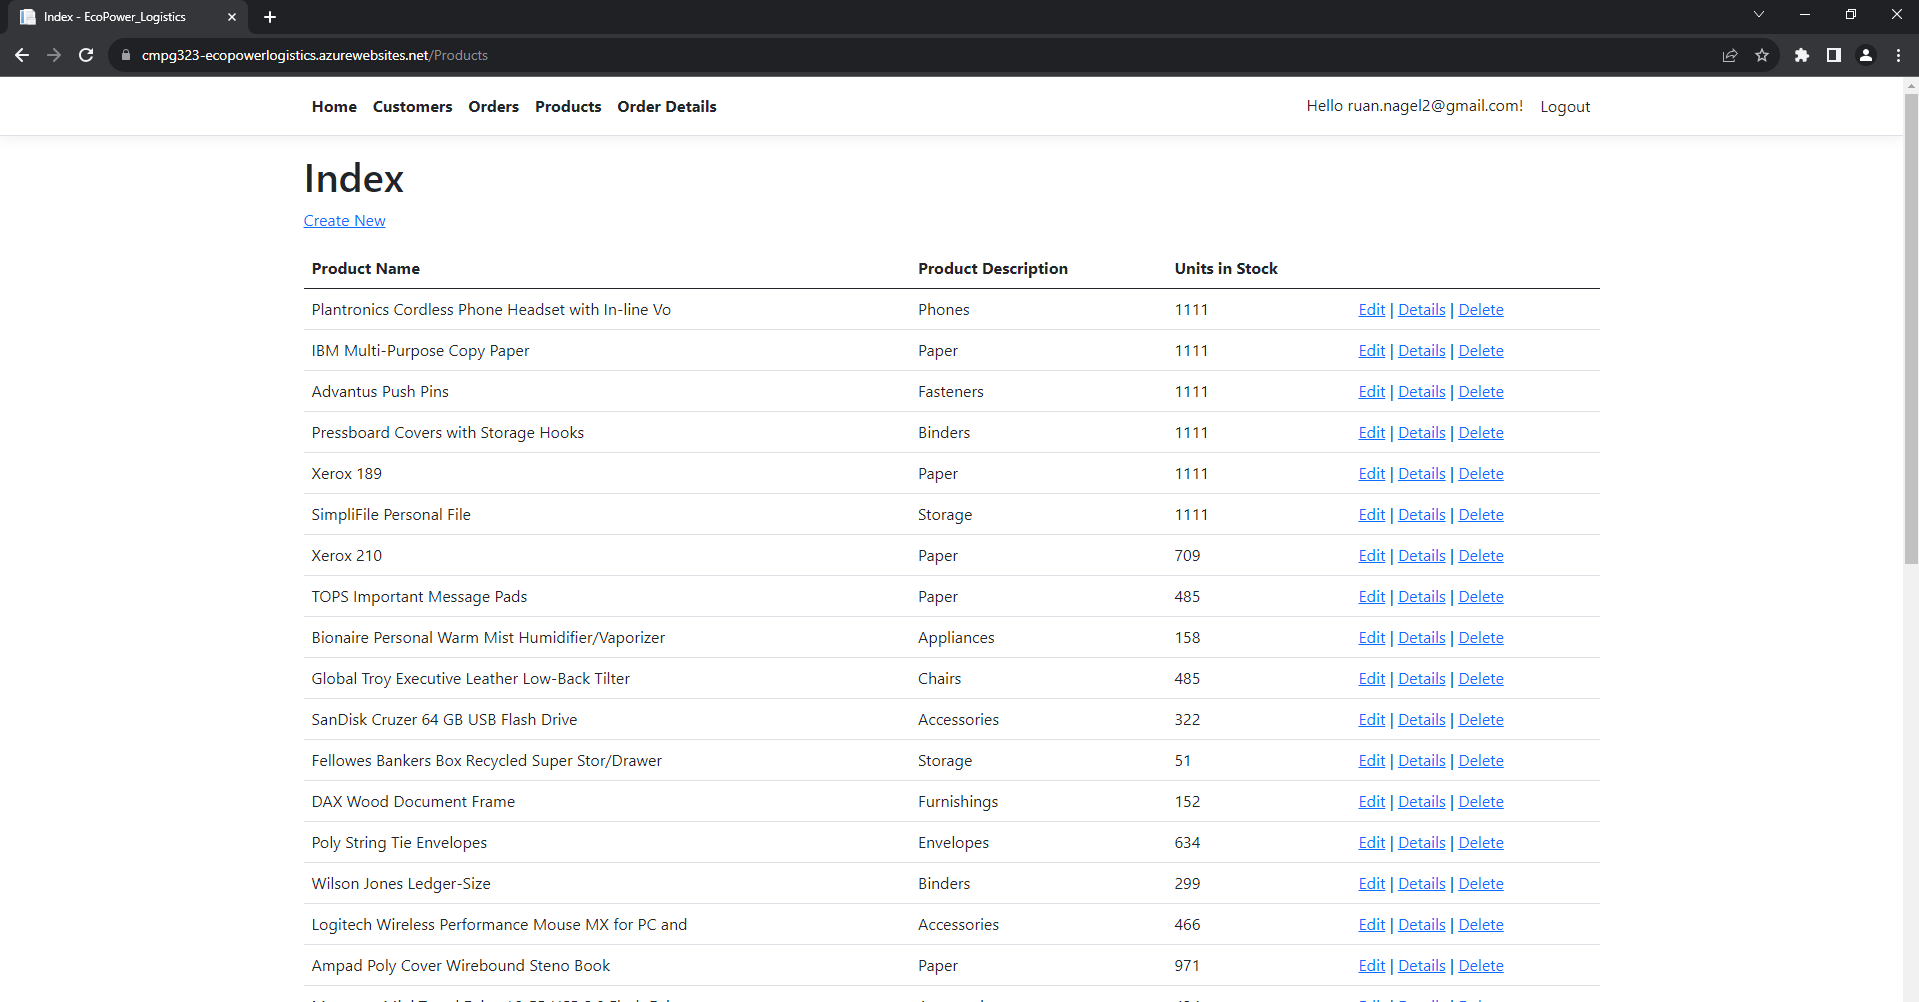 Index - EcoPower_Logistics
cmpg323-ecopowerlogistics.azurewebsites.net/Products
Home Customers Orders Products Order Details Hello ruan.nagel2@gmail.com! Logout
Index
Create New
Product Name Product Description Units in Stock
Plantronics Cordless Phone Headset with In-line Vo Phones 1111 Edit | Details | Delete
IBM Multi-Purpose Copy Paper Paper 1111 Edit | Details | Delete
Advantus Push Pins Fasteners 1111 Edit | Details | Delete
Pressboard Covers with Storage Hooks Binders 1111 Edit | Details | Delete
Xerox 189 Paper 1111 Edit | Details | Delete
SimpliFile Personal File Storage 1111 Edit | Details | Delete
Xerox 210 Paper 709 Edit | Details | Delete
TOPS Important Message Pads Paper 485 Edit | Details | Delete
Bionaire Personal Warm Mist Humidifier/Vaporizer Appliances 158 Edit | Details | Delete
Global Troy Executive Leather Low-Back Tilter Chairs 485 Edit | Details | Delete
SanDisk Cruzer 64 GB USB Flash Drive Accessories 322 Edit | Details | Delete
Fellowes Bankers Box Recycled Super Stor/Drawer Storage 51 Edit | Details | Delete
DAX Wood Document Frame Furnishings 152 Edit | Details | Delete
Poly String Tie Envelopes Envelopes 634 Edit | Details | Delete
Wilson Jones Ledger-Size Binders 299 Edit | Details | Delete
Logitech Wireless Performance Mouse MX for PC and Accessories 466 Edit | Details | Delete
Ampad Poly Cover Wirebound Steno Book Paper 971 Edit | Details | Delete